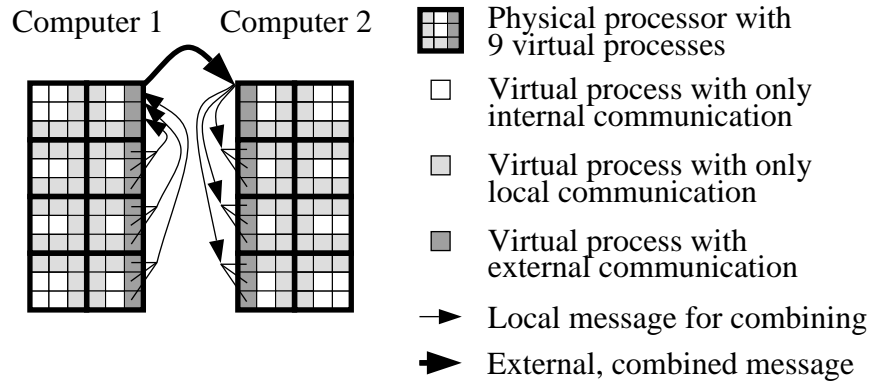 Computer 1
Computer 2
Physical processor with
9 virtual processes
Virtual process with only
internal communication
Virtual process with only
local communication
Virtual process with
external communication
Local message for combining
External, combined message